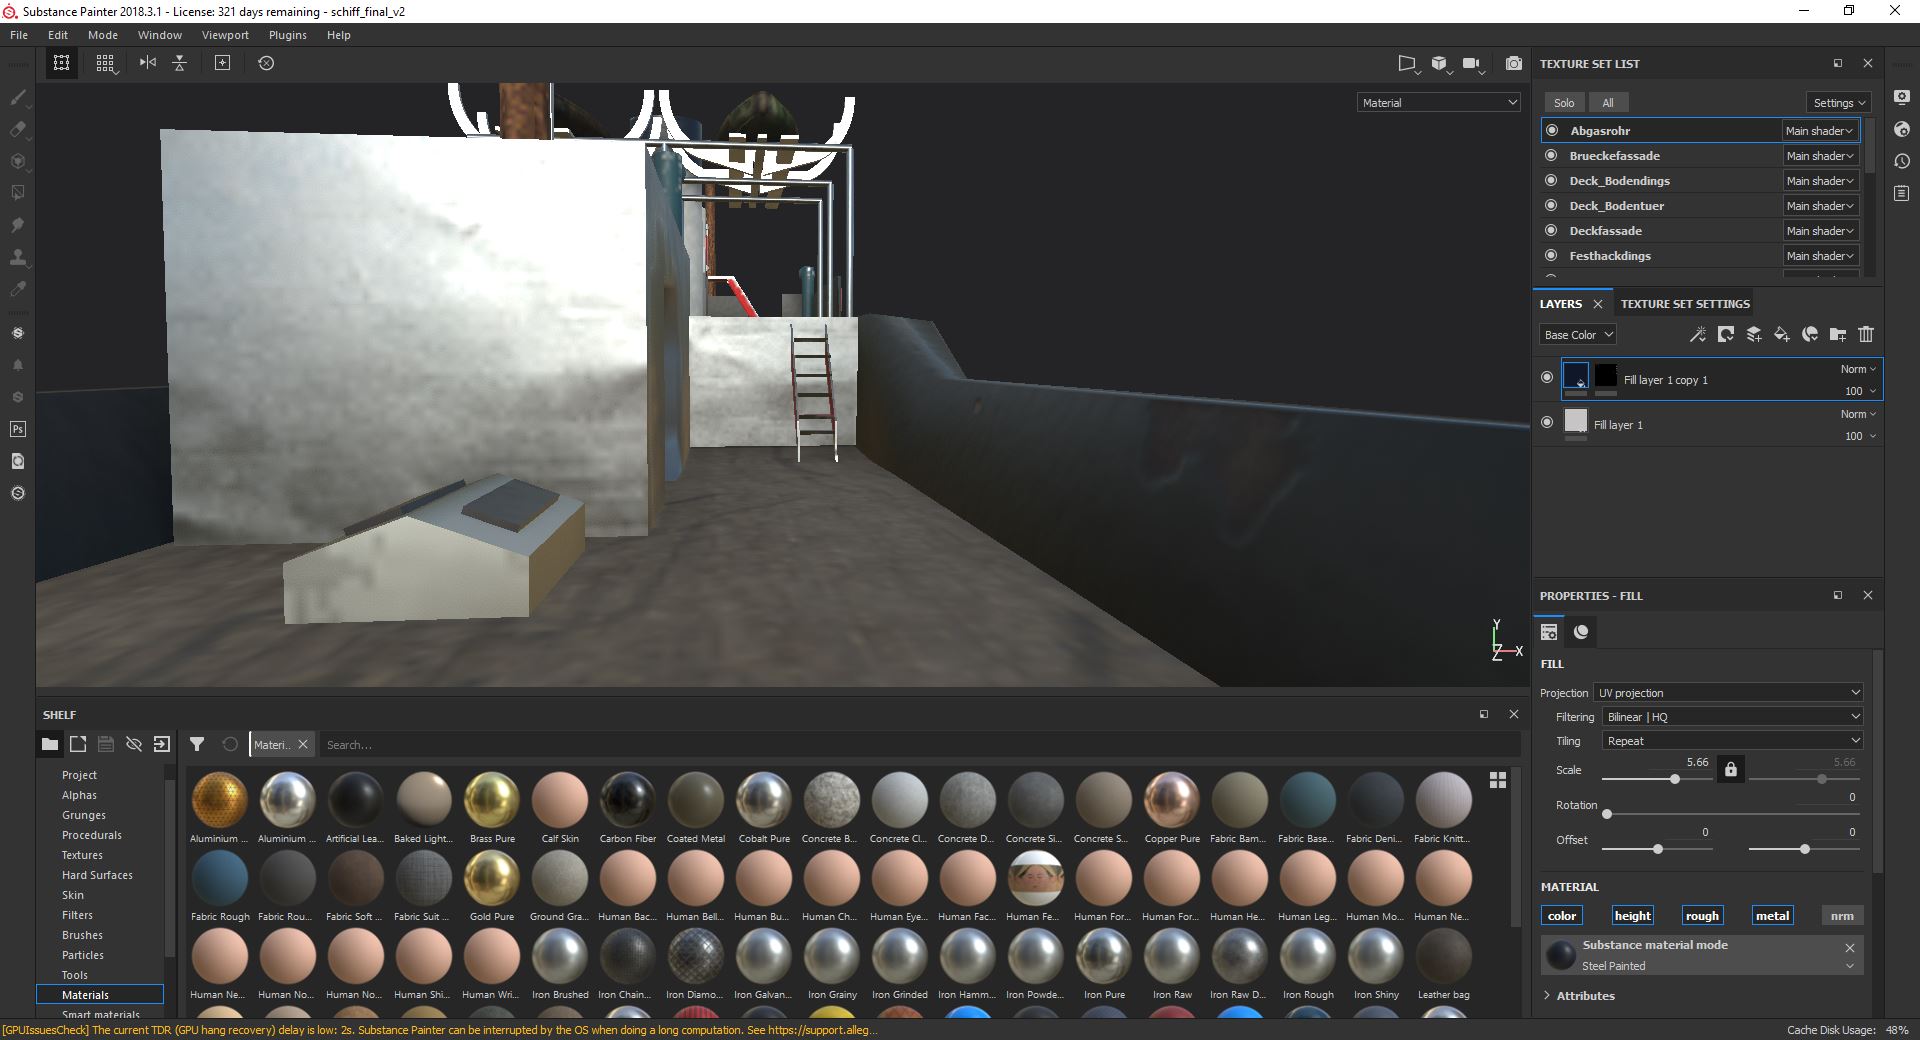 Substance Painter 2018.3.1 - License: 321 days remaining - schiff_final_v2
File Edit Mode Window Viewport Plugins Help
Material
TEXTURE SET LIST
Solo All Settings
Abgasrohr Main shader
Brueckefassade Main shader
Deck_Bodendings Main shader
Deck_Bodentuer Main shader
Deckfassade Main shader
Festhackdings Main shader
LAYERS TEXTURE SET SETTINGS
Base Color
Fill layer 1 copy 1 Norm 100
Fill layer 1 Norm 100
PROPERTIES - FILL
FILL
Projection UV projection
Filtering Bilinear | HQ
Tiling Repeat
Scale 5.66 5.66
Rotation 0
Offset 0 0
MATERIAL
color height rough metal nrm
Substance material mode
Steel Painted
Attributes
Y
Z X
Ps
SHELF
Materi.. Search...
Project
Alphas
Grunges
Procedurals
Textures
Hard Surfaces
Skin
Filters
Brushes
Particles
Tools
Materials
Smart materials
Aluminium ... Aluminium ... Artificial Lea... Baked Light... Brass Pure Calf Skin Carbon Fiber Coated Metal Cobalt Pure Concrete B... Concrete Cl... Concrete D... Concrete Si... Concrete S... Copper Pure Fabric Bam... Fabric Base... Fabric Deni... Fabric Knitt...
Fabric Rough Fabric Rou... Fabric Soft ... Fabric Suit ... Gold Pure Ground Gra... Human Bac... Human Bell... Human Bu... Human Ch... Human Eye... Human Fac... Human Fe... Human For... Human For... Human He... Human Leg... Human Mo... Human Ne...
Human Ne... Human No... Human No... Human Shi... Human Wri... Iron Brushed Iron Chain... Iron Diamo... Iron Galvan... Iron Grainy Iron Grinded Iron Hamm... Iron Powde... Iron Pure Iron Raw Iron Raw D... Iron Rough Iron Shiny Leather bag
[GPUIssuesCheck] The current TDR (GPU hang recovery) delay is low: 2s. Substance Painter can be interrupted by the OS when doing a long computation. See https://support.alleg...
Cache Disk Usage: 48%